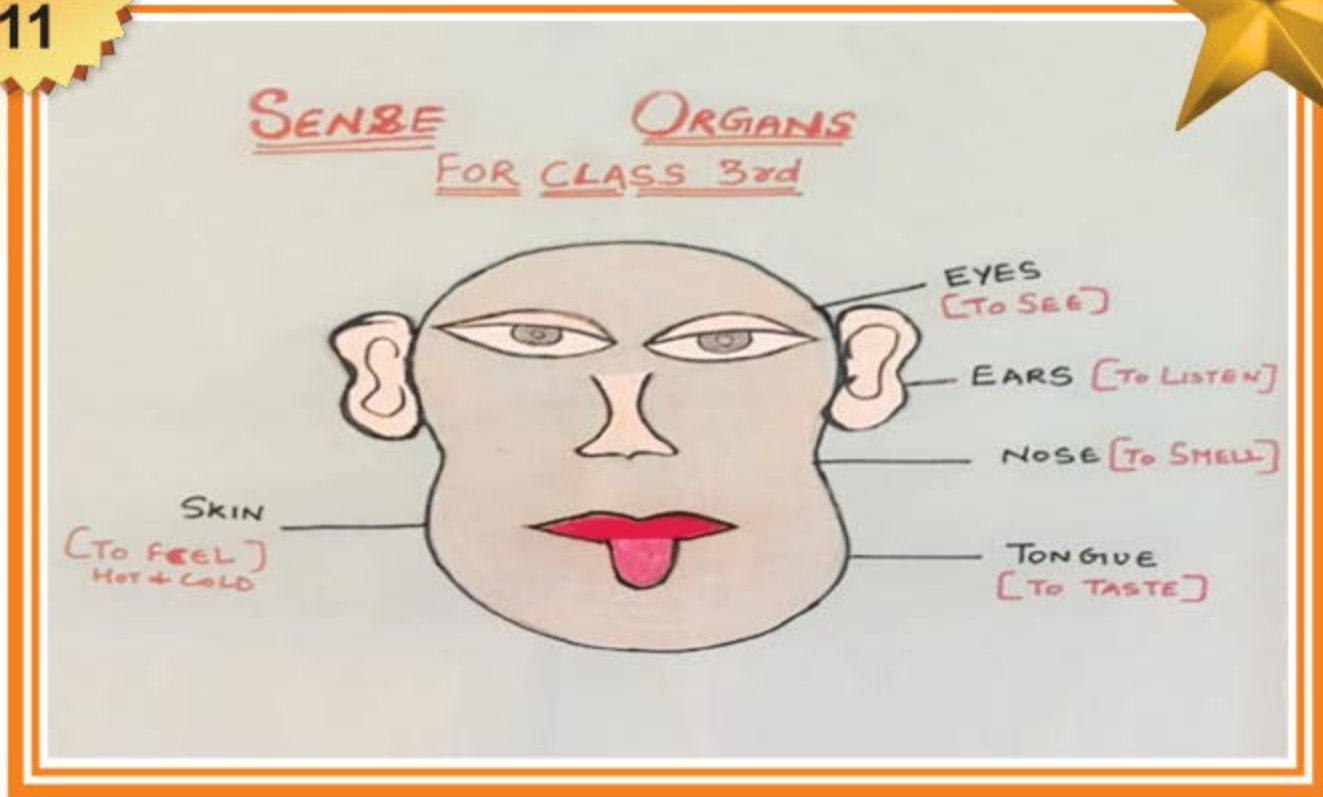 11
SENSE ORGANS
FOR CLASS 3rd
EYES
[TO SEE]
EARS [TO LISTEN]
NOSE [TO SMELL]
SKIN
[TO FEEL]
HOT & COLD
TONGUE
[TO TASTE]